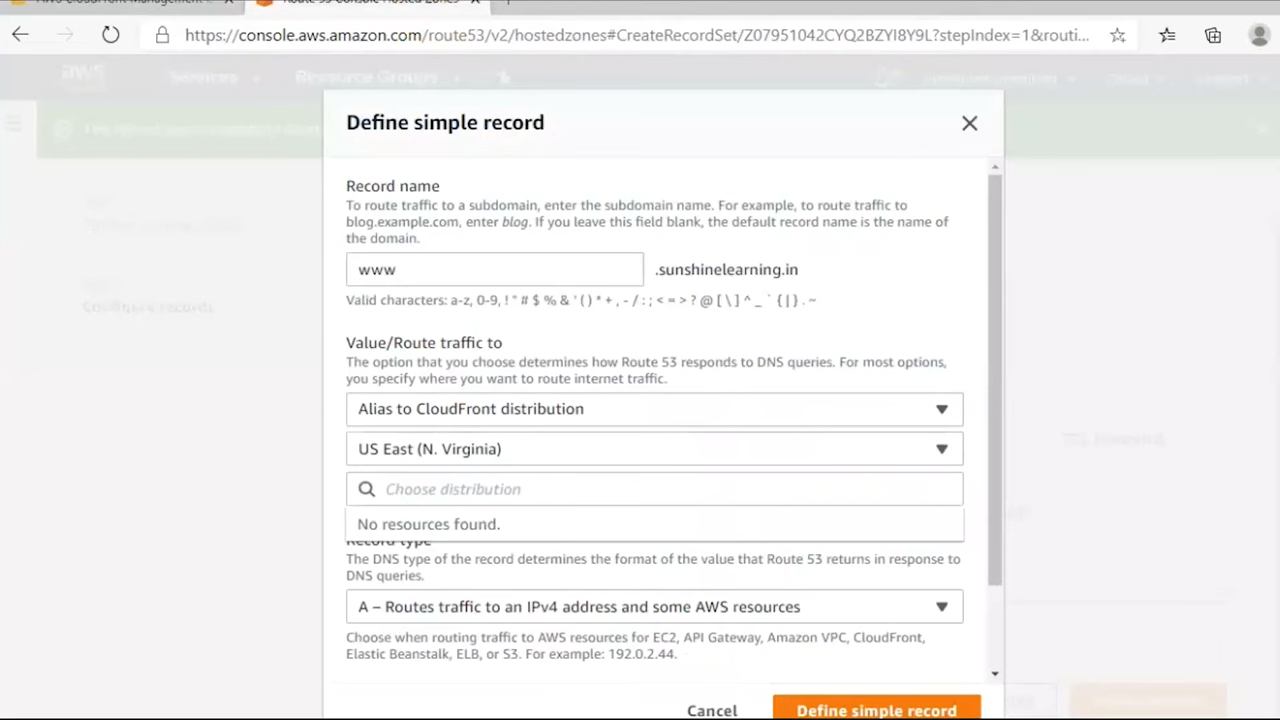 https://console.aws.amazon.com/route53/v2/hostedzones#CreateRecordSet/Z07951042CYQ2BZYI8Y9L?stepIndex=1&routi...
aws Services Resource Groups
Define simple record
Record name
To route traffic to a subdomain, enter the subdomain name. For example, to route traffic to
blog.example.com, enter blog. If you leave this field blank, the default record name is the name of
the domain.
www .sunshinelearning.in
Valid characters: a-z, 0-9, ! " # $ % & ' ( ) * + , - / : ; < = > ? @ [ \ ] ^ _ ` { | } . ~
Configure records
Value/Route traffic to
The option that you choose determines how Route 53 responds to DNS queries. For most options,
you specify where you want to route internet traffic.
Alias to CloudFront distribution
US East (N. Virginia)
Choose distribution
No resources found.
Record type
The DNS type of the record determines the format of the value that Route 53 returns in response to
DNS queries.
A – Routes traffic to an IPv4 address and some AWS resources
Choose when routing traffic to AWS resources for EC2, API Gateway, Amazon VPC, CloudFront,
Elastic Beanstalk, ELB, or S3. For example: 192.0.2.44.
Cancel Define simple record